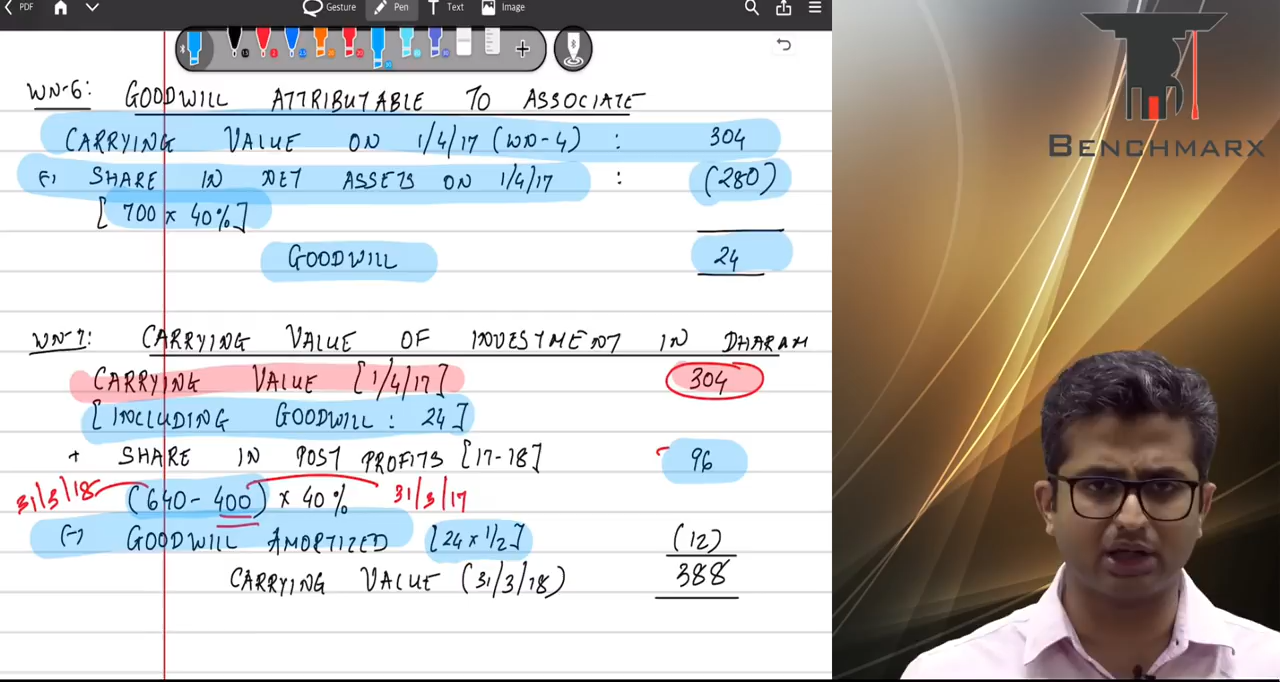 PDF
Gesture
Pen
Text
Image
WN-6: GOODWILL ATTRIBUTABLE TO ASSOCIATE
CARRYING VALUE ON 1/4/17 (WN-4) : 304
(-) SHARE IN NET ASSETS ON 1/4/17 : (280)
[700 x 40%]
GOODWILL 24
WN-7: CARRYING VALUE OF INVESTMENT IN DHARAM
CARRYING VALUE [1/4/17] 304
[INCLUDING GOODWILL : 24]
+ SHARE IN POST PROFITS [17-18] 96
31/3/18 (640-400) x 40% 31/3/17
(-) GOODWILL AMORTIZED [24 x 1/2] (12)
CARRYING VALUE (31/3/18) 388
BENCHMARX